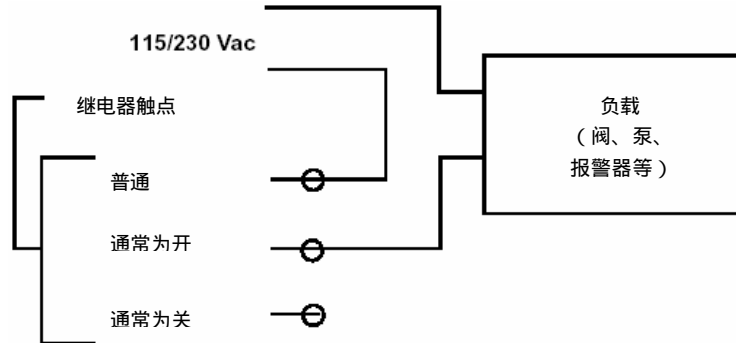 115/230 Vac
继电器触点
普通
通常为开
通常为关
负载
（阀、泵、
报警器等）